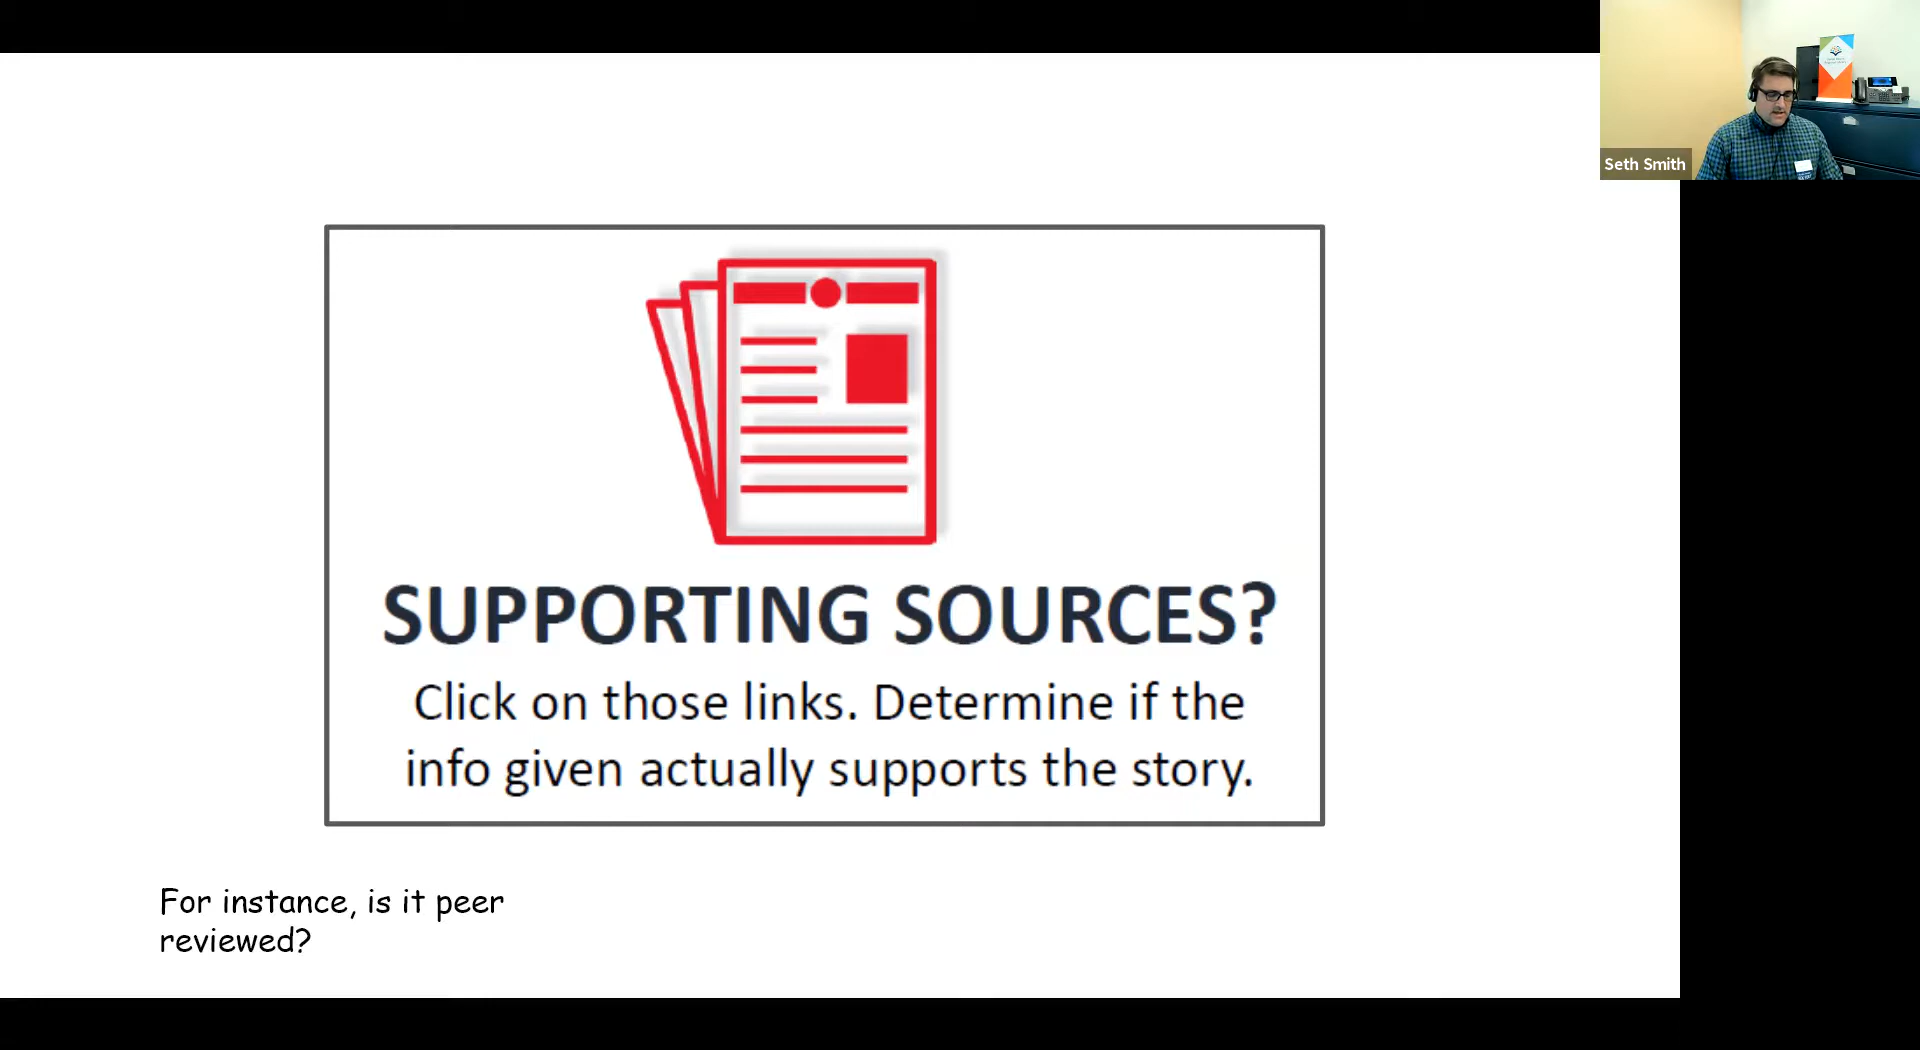 Seth Smith
SUPPORTING SOURCES?
Click on those links. Determine if the
info given actually supports the story.
For instance, is it peer
reviewed?